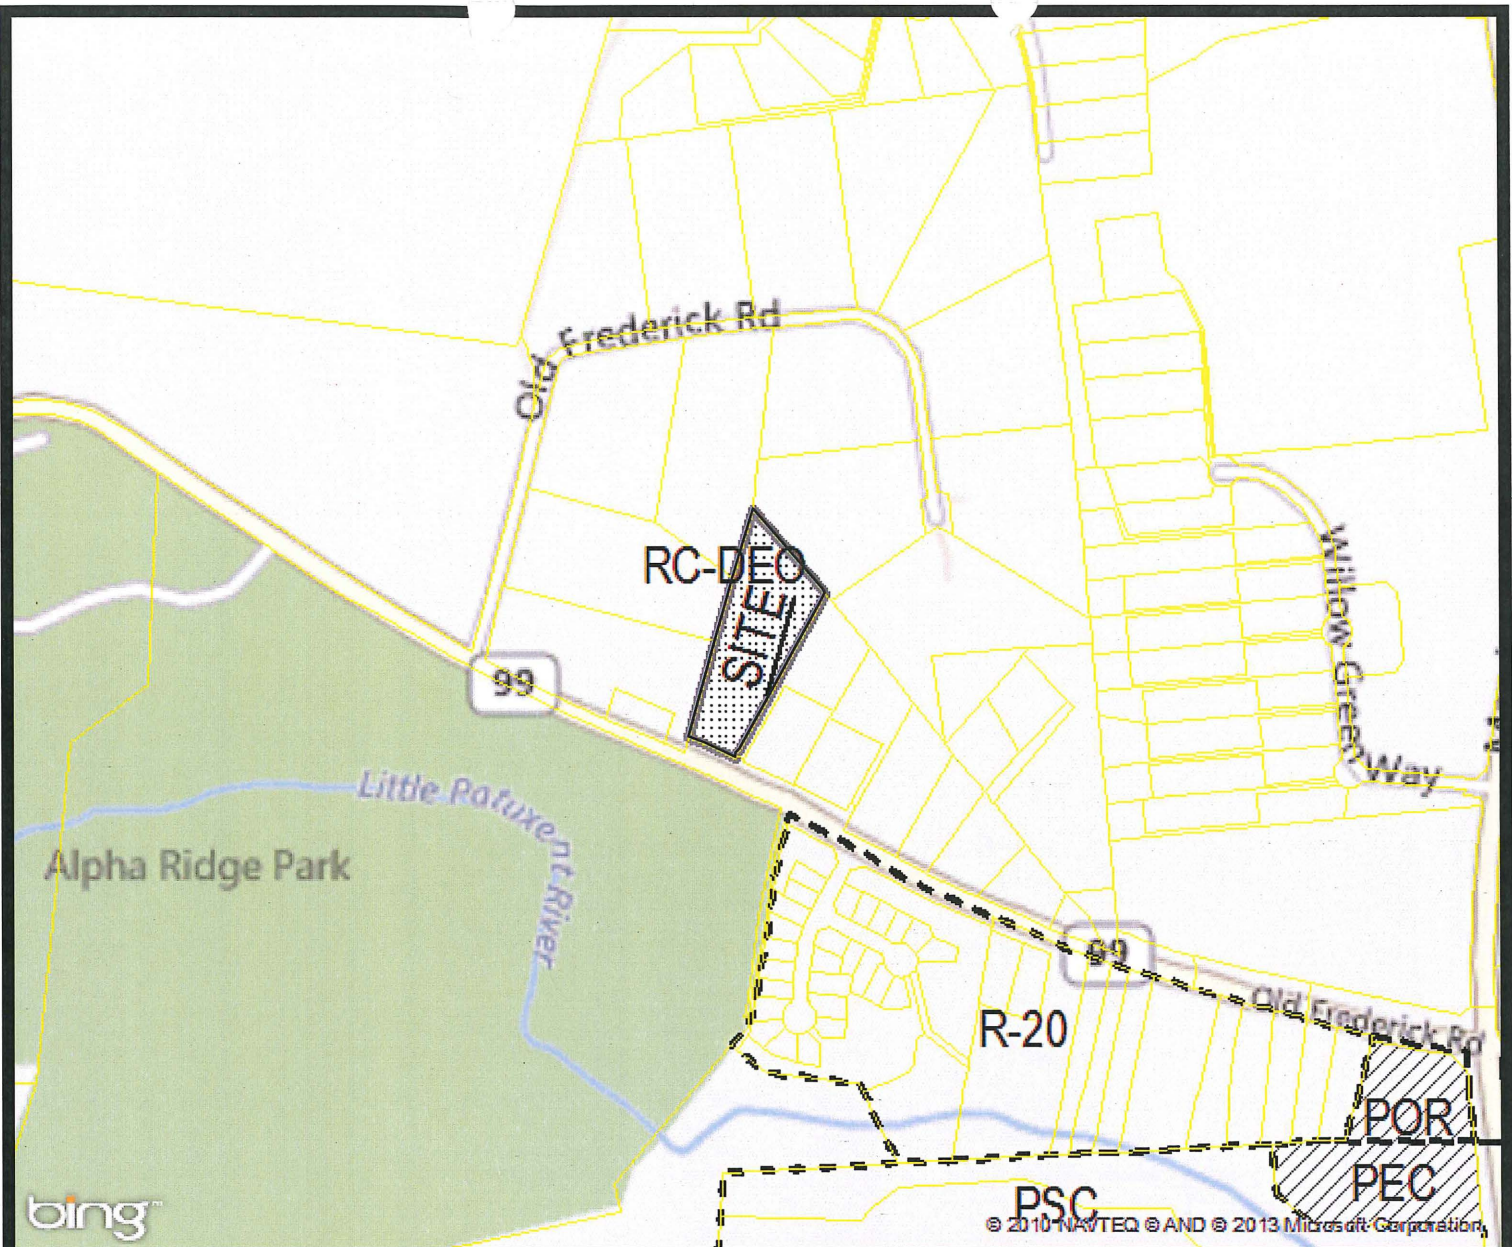 Old Frederick Rd
RC-DEO
SITE
99
Willow Green Way
Little Patuxent River
Alpha Ridge Park
99
Old Frederick Rd
R-20
POR
PEC
PSC
bing™
© 2010 NAVTEQ © AND © 2013 Microsoft Corporation